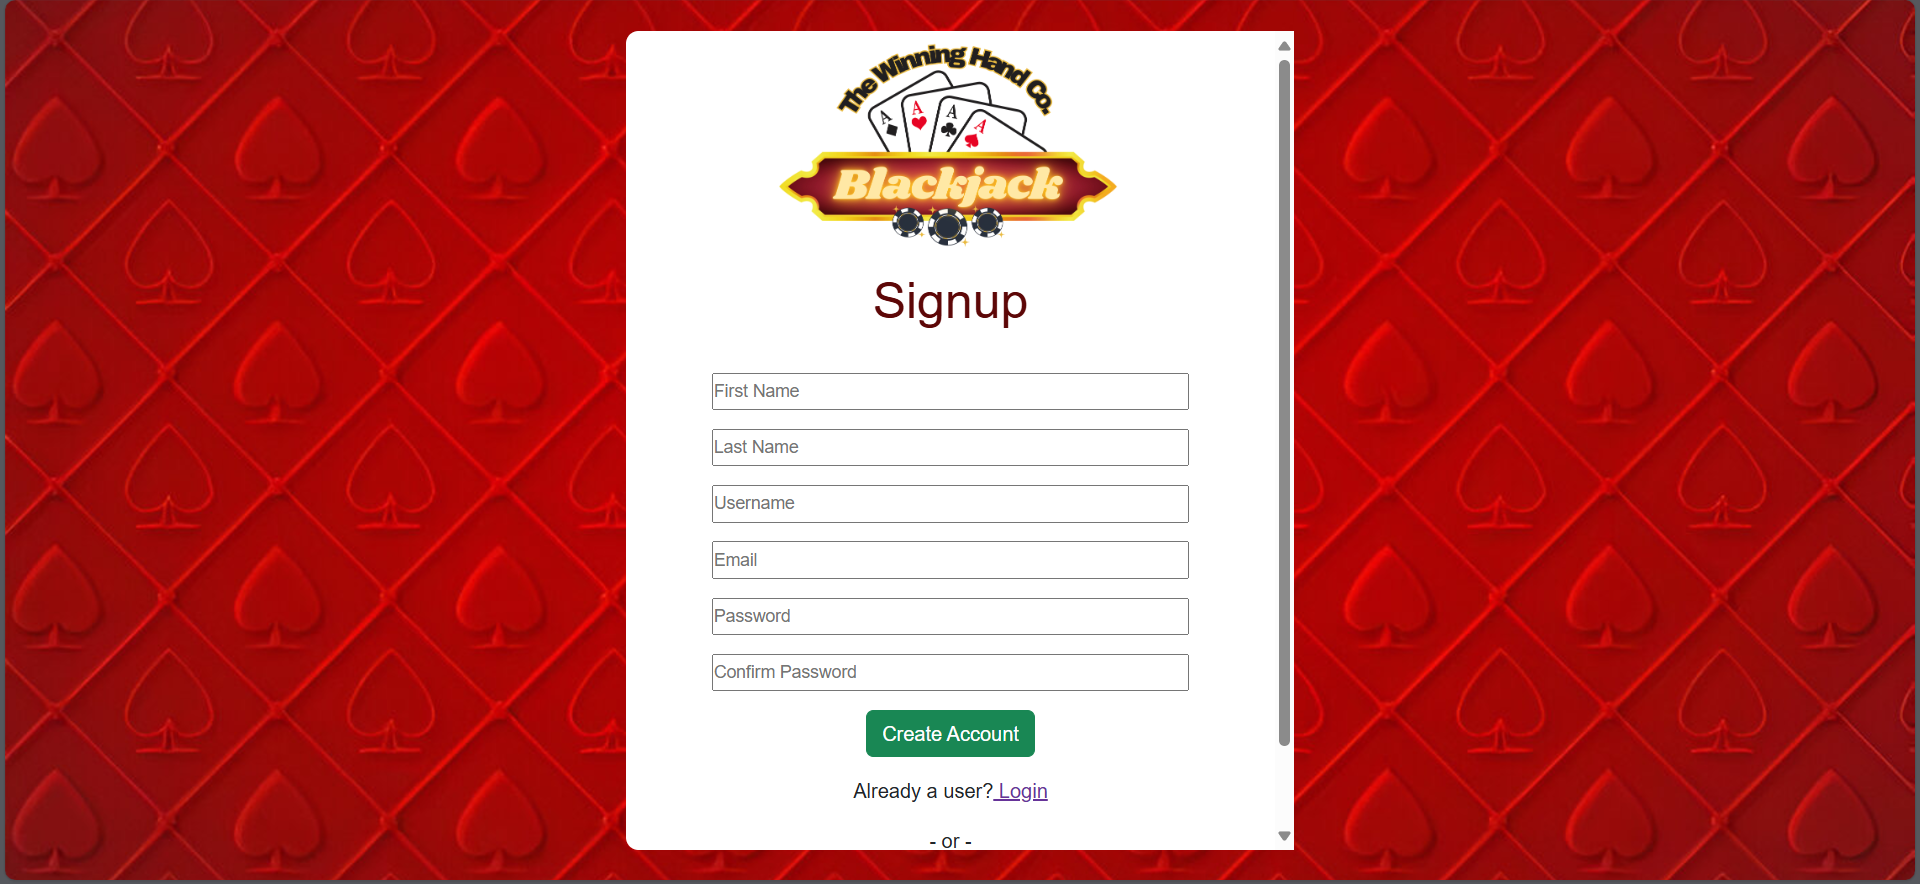 The Winning Hand Co.
A A A A
Blackjack
Signup
First Name
Last Name
Username
Email
Password
Confirm Password
Create Account
Already a user? Login
- or -